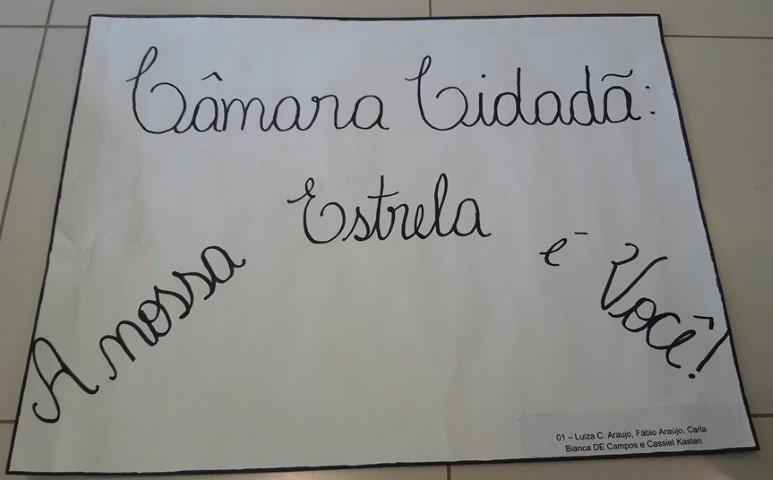 Câmara Cidadã:
A nossa Estrela é Você!
01 – Luiza C. Araujo, Fábio Araújo, Carla
Bianca DE Campos e Cassiel Kasten